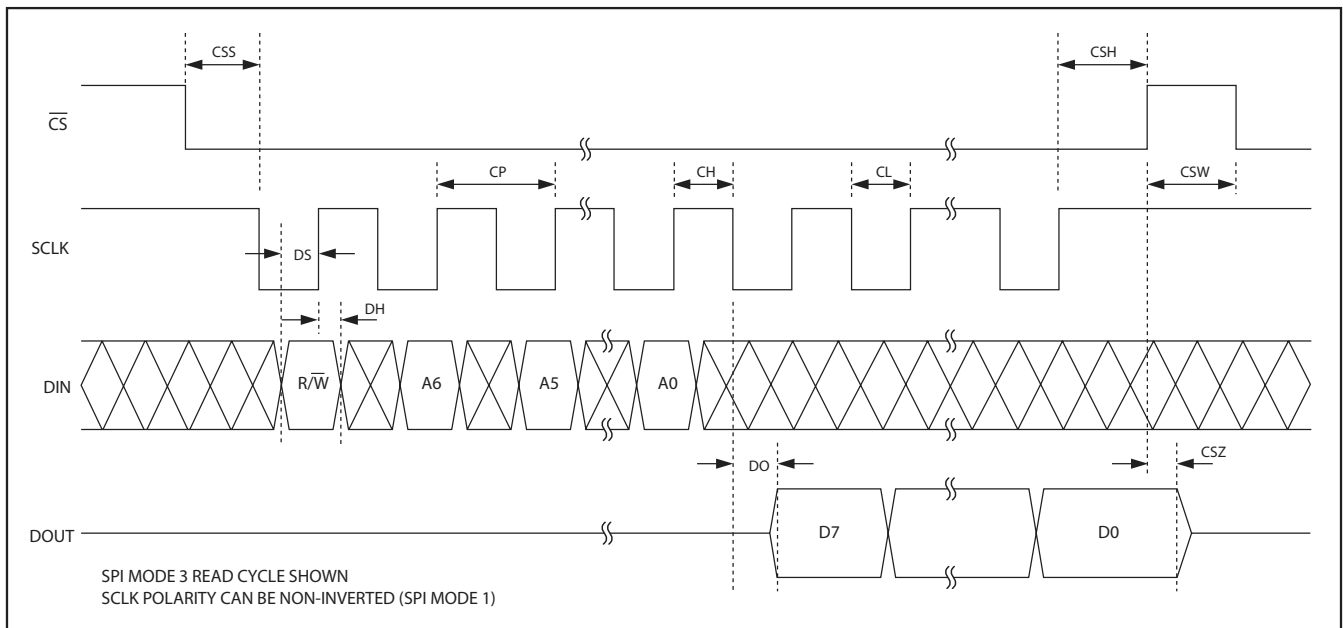 CSS
CSH
C̅S̅
CP
CH
CL
CSW
SCLK
DS
DH
DIN
R/W̅
A6
A5
A0
DO
CSZ
DOUT
D7
D0
SPI MODE 3 READ CYCLE SHOWN
SCLK POLARITY CAN BE NON-INVERTED (SPI MODE 1)